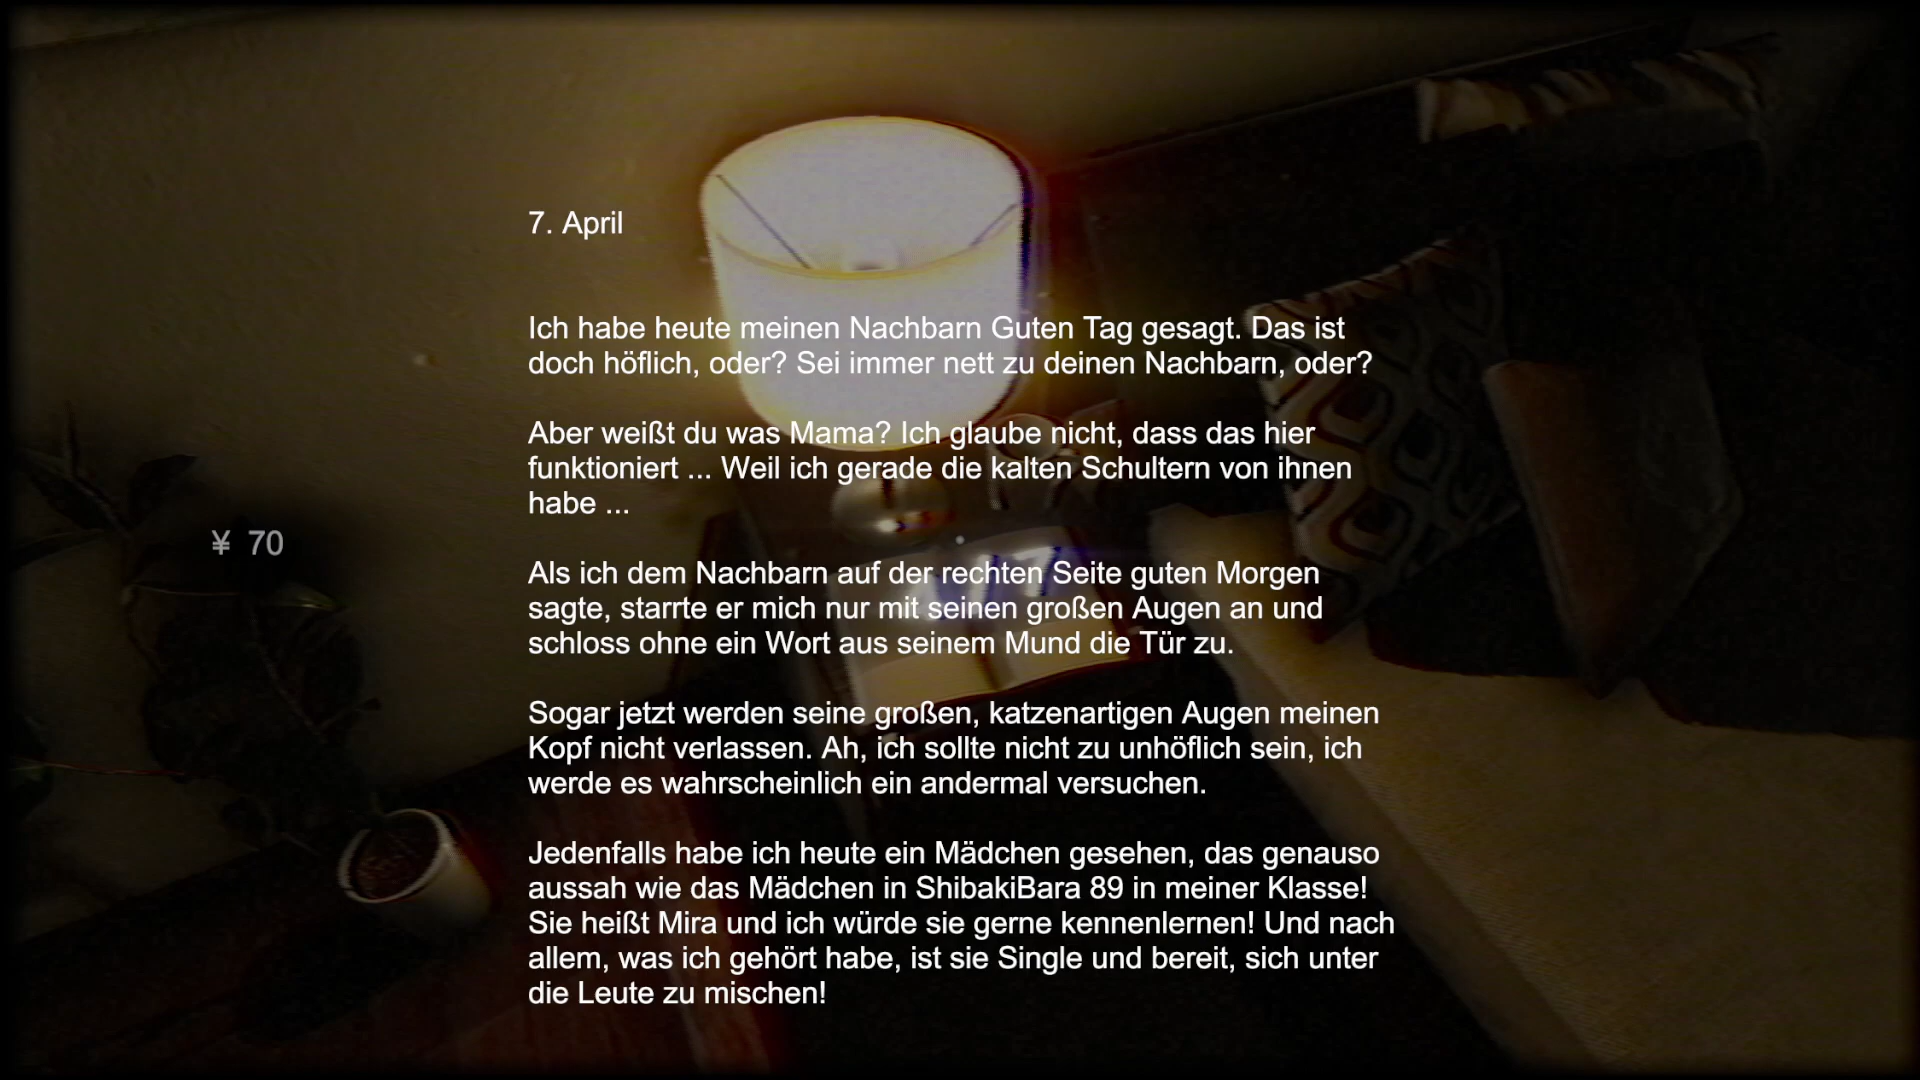 7. April
Ich habe heute meinen Nachbarn Guten Tag gesagt. Das ist
doch höflich, oder? Sei immer nett zu deinen Nachbarn, oder?
Aber weißt du was Mama? Ich glaube nicht, dass das hier
funktioniert ... Weil ich gerade die kalten Schultern von ihnen
habe ...
¥ 70
Als ich dem Nachbarn auf der rechten Seite guten Morgen
sagte, starrte er mich nur mit seinen großen Augen an und
schloss ohne ein Wort aus seinem Mund die Tür zu.
Sogar jetzt werden seine großen, katzenartigen Augen meinen
Kopf nicht verlassen. Ah, ich sollte nicht zu unhöflich sein, ich
werde es wahrscheinlich ein andermal versuchen.
Jedenfalls habe ich heute ein Mädchen gesehen, das genauso
aussah wie das Mädchen in ShibakiBara 89 in meiner Klasse!
Sie heißt Mira und ich würde sie gerne kennenlernen! Und nach
allem, was ich gehört habe, ist sie Single und bereit, sich unter
die Leute zu mischen!